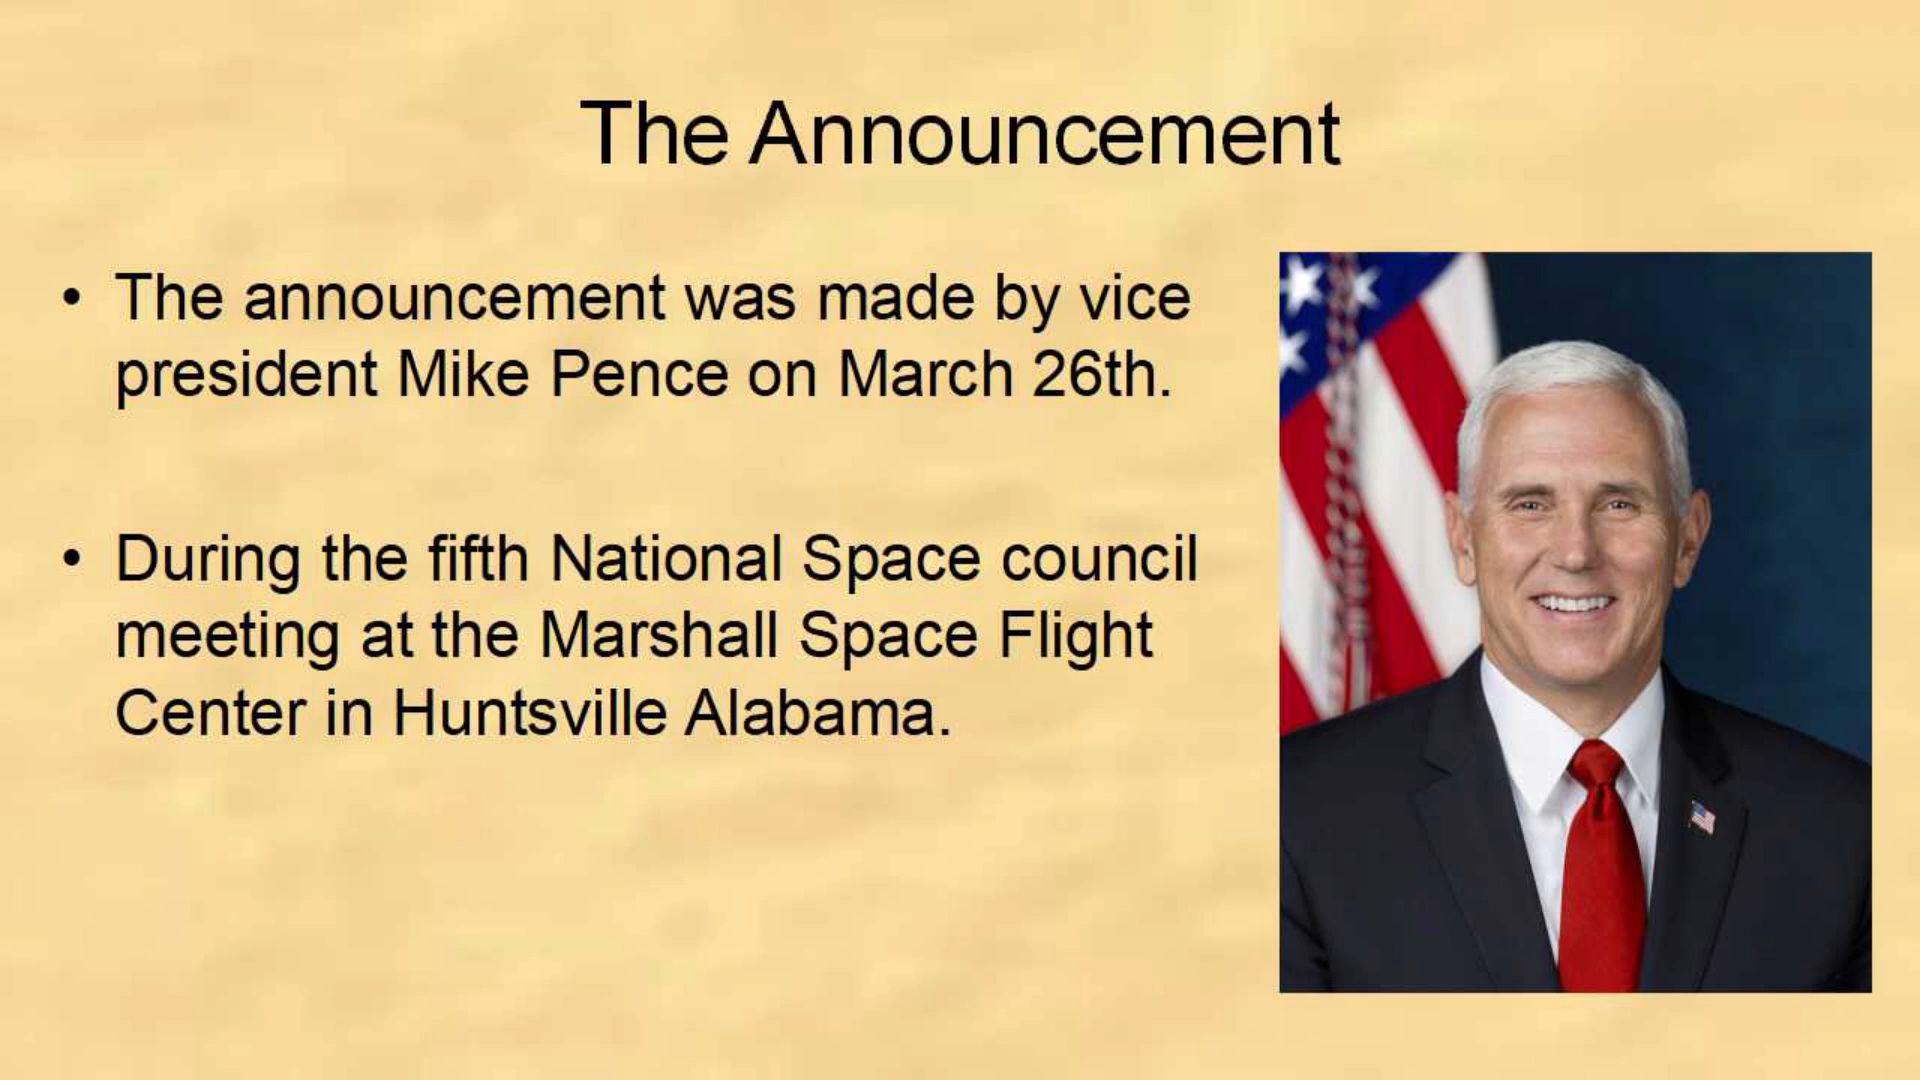 The Announcement
• The announcement was made by vice
president Mike Pence on March 26th.
• During the fifth National Space council
meeting at the Marshall Space Flight
Center in Huntsville Alabama.